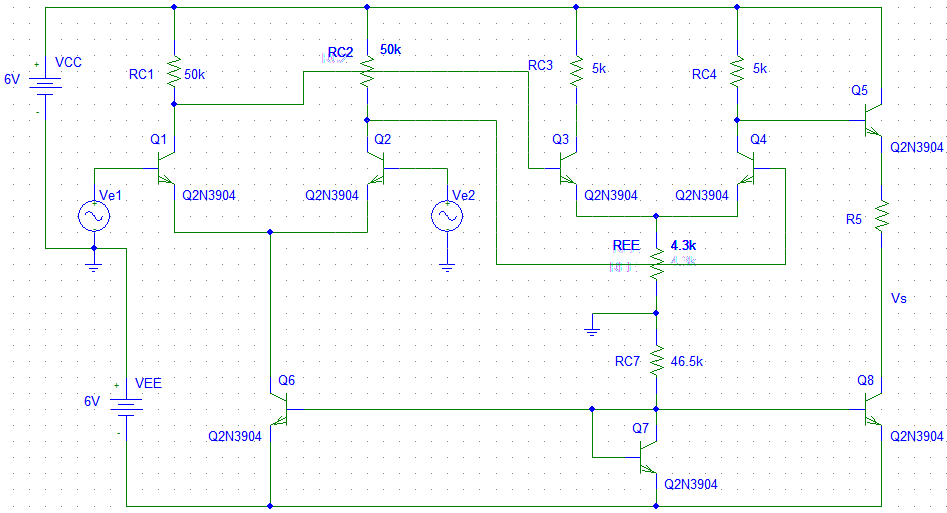 VCC
6V
RC1
50k
RC2
50k
RC3
5k
RC4
5k
Q5
Q2N3904
Q1
Q2N3904
Q2
Q2N3904
Q3
Q2N3904
Q4
Q2N3904
Ve1
Ve2
R5
REE
4.3k
Vs
RC7
46.5k
VEE
6V
Q6
Q2N3904
Q7
Q2N3904
Q8
Q2N3904